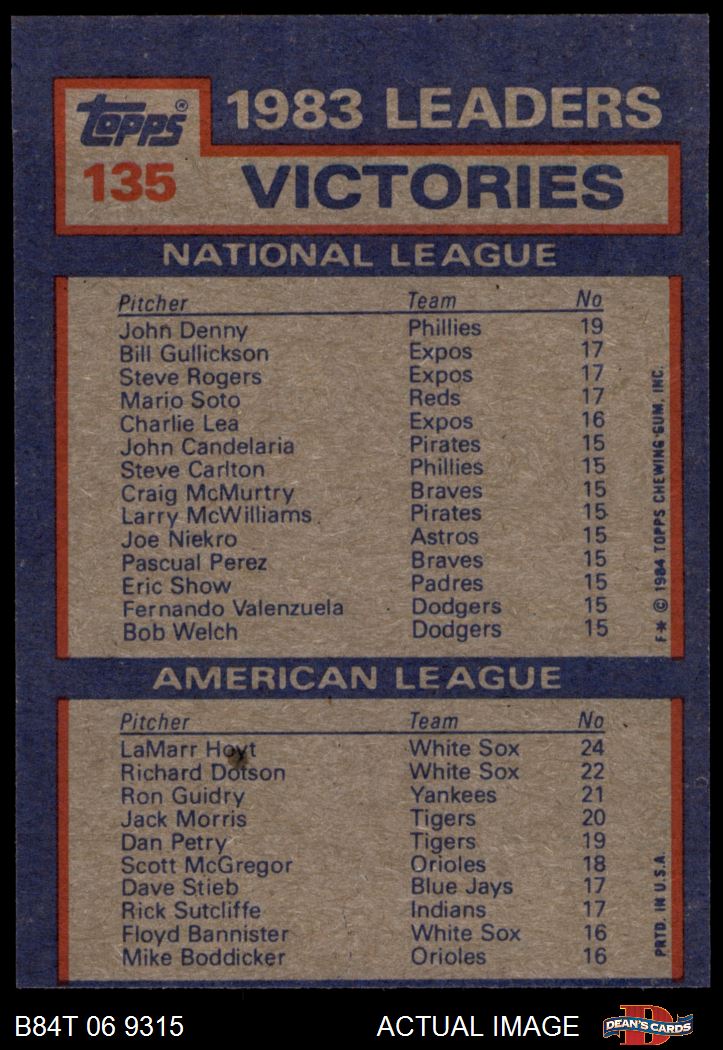 Topps® 1983 LEADERS
135 VICTORIES
NATIONAL LEAGUE
Pitcher Team No
John Denny Phillies 19
Bill Gullickson Expos 17
Steve Rogers Expos 17
Mario Soto Reds 17
Charlie Lea Expos 16
John Candelaria Pirates 15
Steve Carlton Phillies 15
Craig McMurtry Braves 15
Larry McWilliams Pirates 15
Joe Niekro Astros 15
Pascual Perez Braves 15
Eric Show Padres 15
Fernando Valenzuela Dodgers 15
Bob Welch Dodgers 15
F* © 1984 TOPPS CHEWING GUM, INC.
AMERICAN LEAGUE
Pitcher Team No
LaMarr Hoyt White Sox 24
Richard Dotson White Sox 22
Ron Guidry Yankees 21
Jack Morris Tigers 20
Dan Petry Tigers 19
Scott McGregor Orioles 18
Dave Stieb Blue Jays 17
Rick Sutcliffe Indians 17
Floyd Bannister White Sox 16
Mike Boddicker Orioles 16
PRTD. IN U.S.A.
B84T 06 9315 ACTUAL IMAGE D DEAN'S CARDS